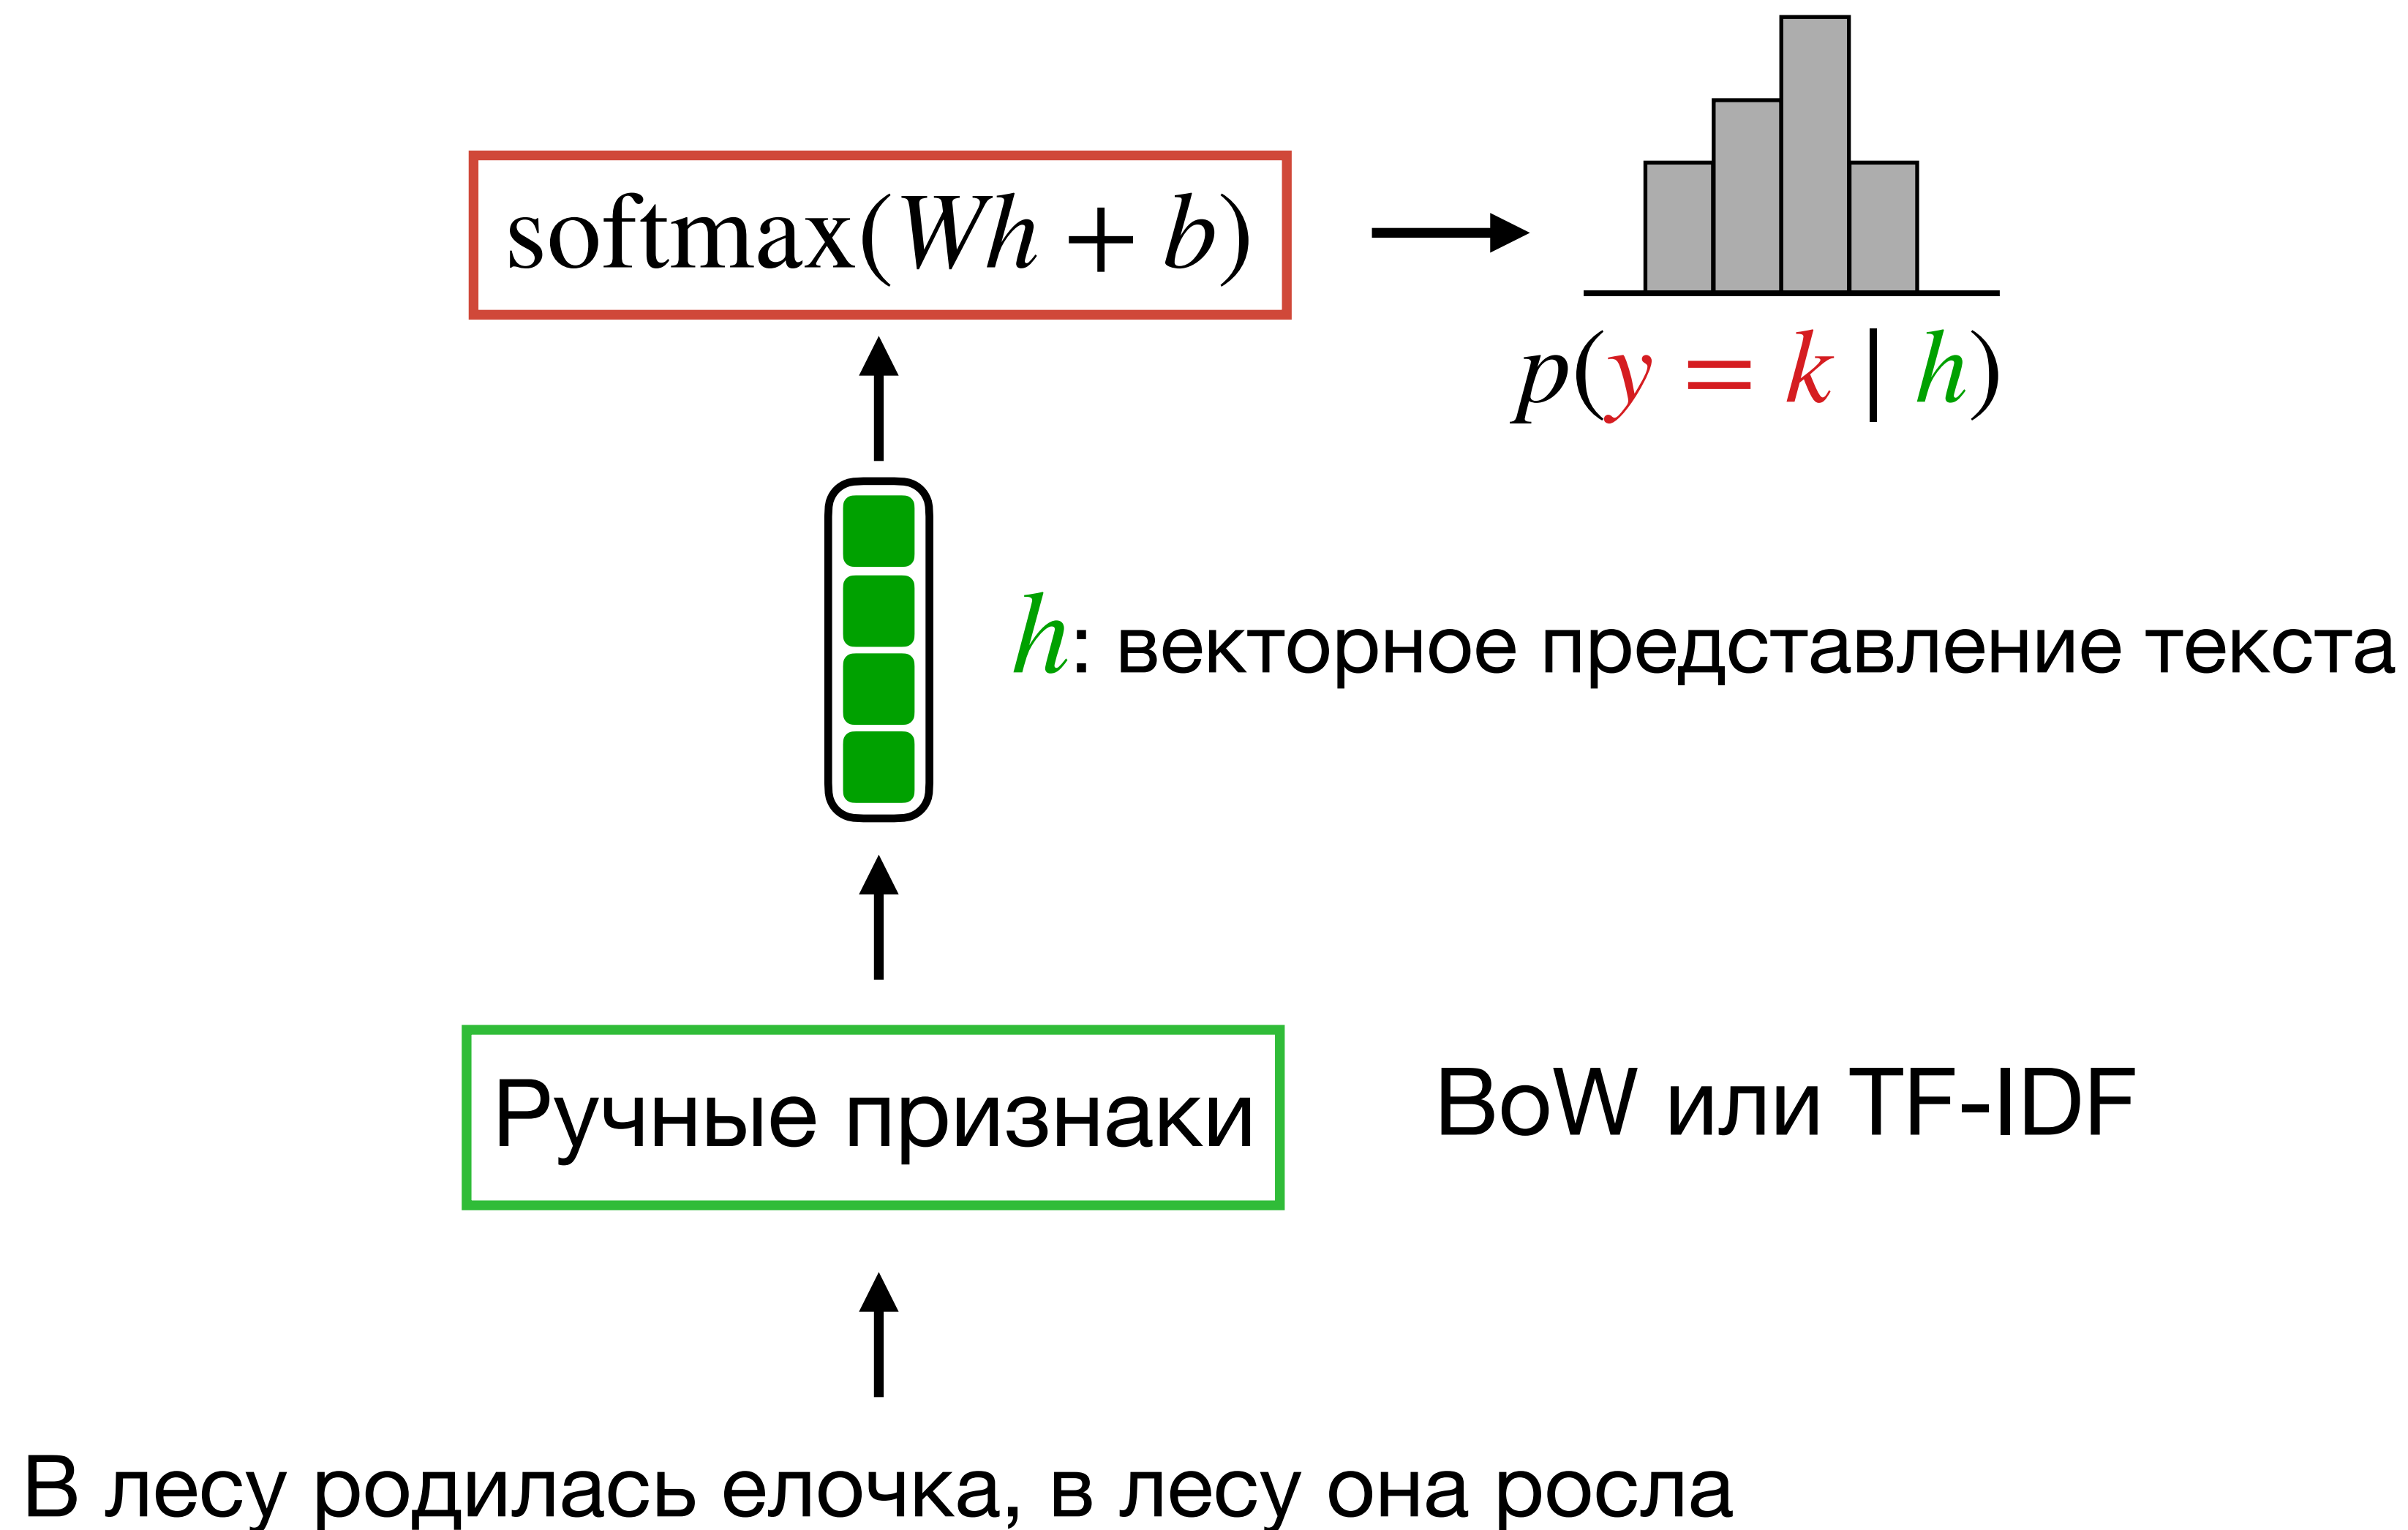 softmax(Wh + b)
p(y = k | h)
h: векторное представление текста
Ручные признаки
BoW или TF-IDF
В лесу родилась елочка, в лесу она росла